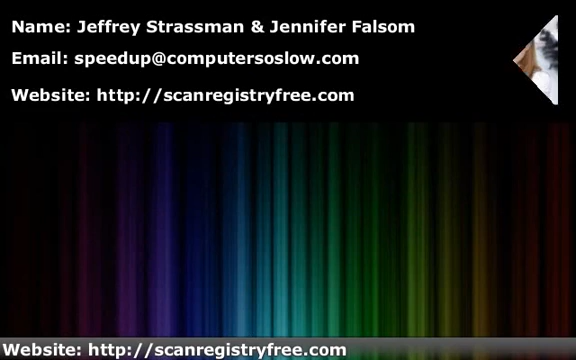 Name: Jeffrey Strassman & Jennifer Falsom
Email: speedup@computersoslow.com
Website: http://scanregistryfree.com
Website: http://scanregistryfree.com